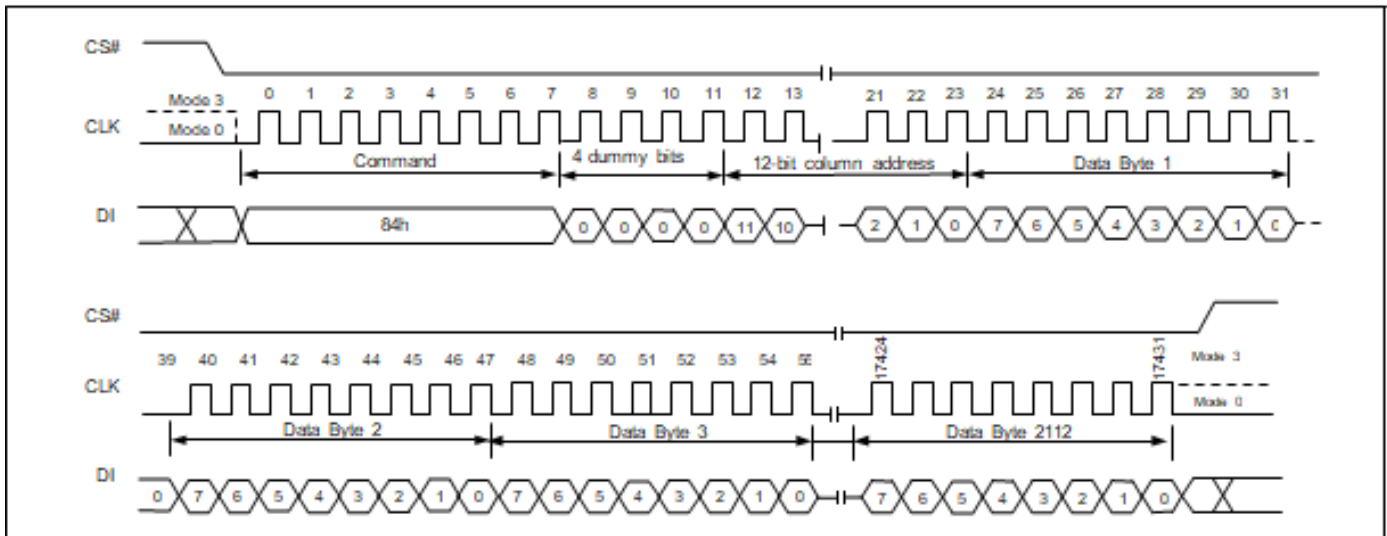 CS#
Mode 3
0 1 2 3 4 5 6 7 8 9 10 11 12 13 21 22 23 24 25 26 27 28 29 30 31
CLK
Mode 0
Command 4 dummy bits 12-bit column address Data Byte 1
DI
84h 0 0 0 0 11 10 2 1 0 7 6 5 4 3 2 1 0
CS#
39 40 41 42 43 44 45 46 47 48 49 50 51 52 53 54 55 17424 17431 Mode 3
CLK
Mode 0
Data Byte 2 Data Byte 3 Data Byte 2112
DI
0 7 6 5 4 3 2 1 0 7 6 5 4 3 2 1 0 7 6 5 4 3 2 1 0